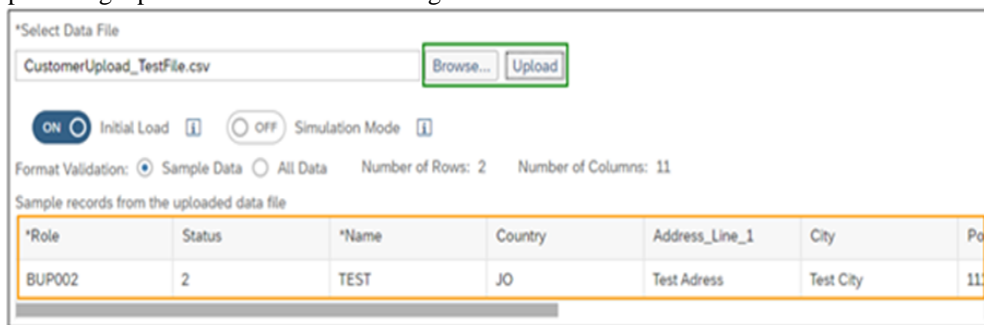 *Select Data File
CustomerUpload_TestFile.csv Browse... Upload
ON Initial Load i OFF Simulation Mode i
Format Validation: Sample Data All Data Number of Rows: 2 Number of Columns: 11
Sample records from the uploaded data file
*Role Status *Name Country Address_Line_1 City Po
BUP002 2 TEST JO Test Adress Test City 11